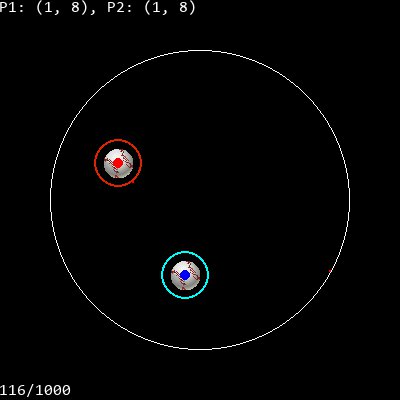 P1: (1, 8), P2: (1, 8)
116/1000